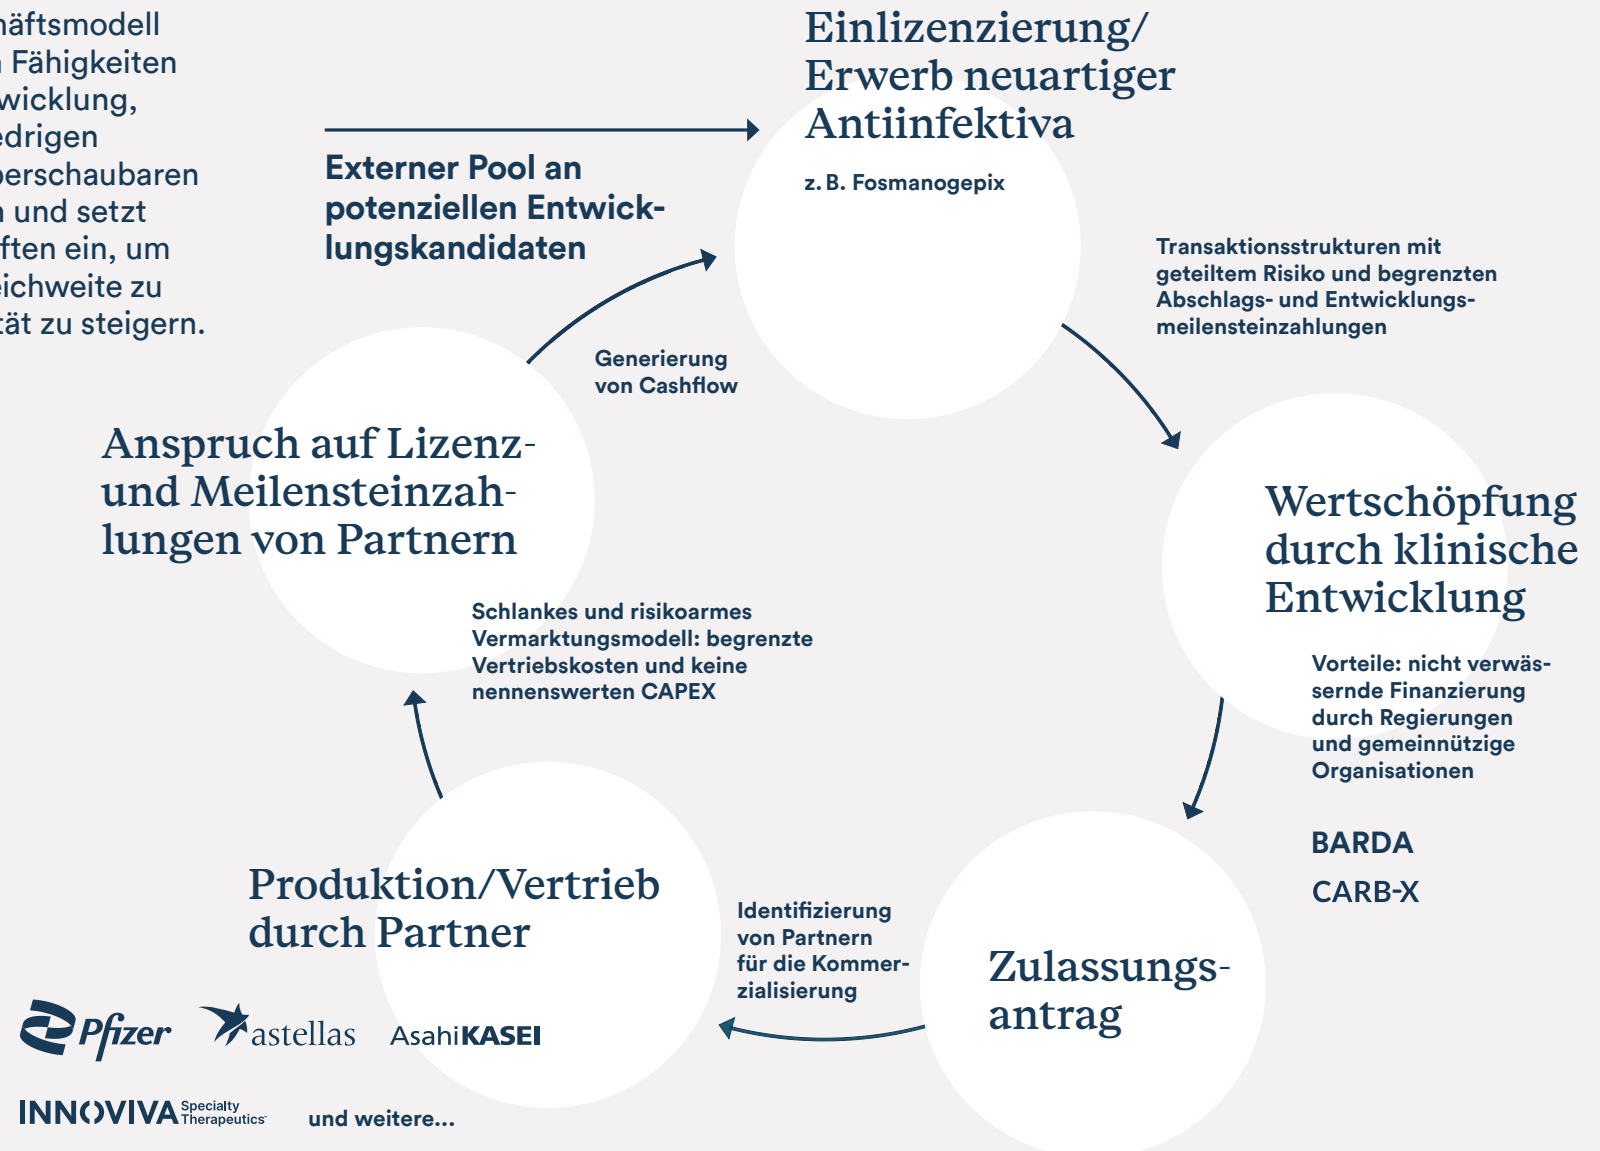 häftsmodell
Fähigkeiten
wicklung,
edrigen
berschaubaren
und setzt
ften ein, um
eichweite zu
tät zu steigern.
Einlizenzierung/
Erwerb neuartiger
Antiinfektiva
z. B. Fosmanogepix
Externer Pool an
potenziellen Entwick-
lungskandidaten
Transaktionsstrukturen mit
geteiltem Risiko und begrenzten
Abschlags- und Entwicklungs-
meilensteinzahlungen
Generierung
von Cashflow
Anspruch auf Lizenz-
und Meilensteinzah-
lungen von Partnern
Wertschöpfung
durch klinische
Entwicklung
Vorteile: nicht verwäs-
sernde Finanzierung
durch Regierungen
und gemeinnützige
Organisationen
BARDA
CARB-X
Schlankes und risikoarmes
Vermarktungsmodell: begrenzte
Vertriebskosten und keine
nennenswerten CAPEX
Produktion/Vertrieb
durch Partner
Identifizierung
von Partnern
für die Kommer-
zialisierung
Zulassungs-
antrag
Pfizer
astellas
AsahiKASEI
INNOVIVA Specialty
Therapeutics
und weitere...